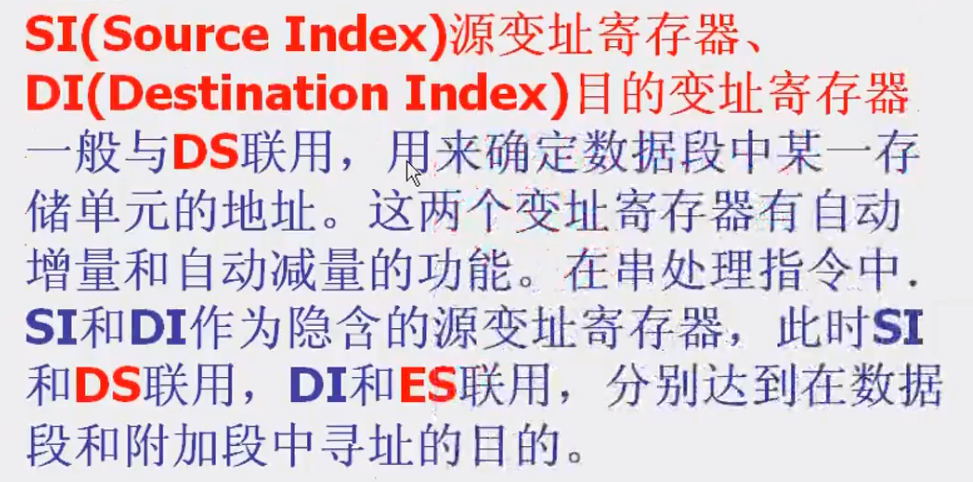 SI(Source Index)源变址寄存器、
DI(Destination Index)目的变址寄存器
一般与DS联用，用来确定数据段中某一存
储单元的地址。这两个变址寄存器有自动
增量和自动减量的功能。在串处理指令中.
SI和DI作为隐含的源变址寄存器，此时SI
和DS联用，DI和ES联用，分别达到在数据
段和附加段中寻址的目的。